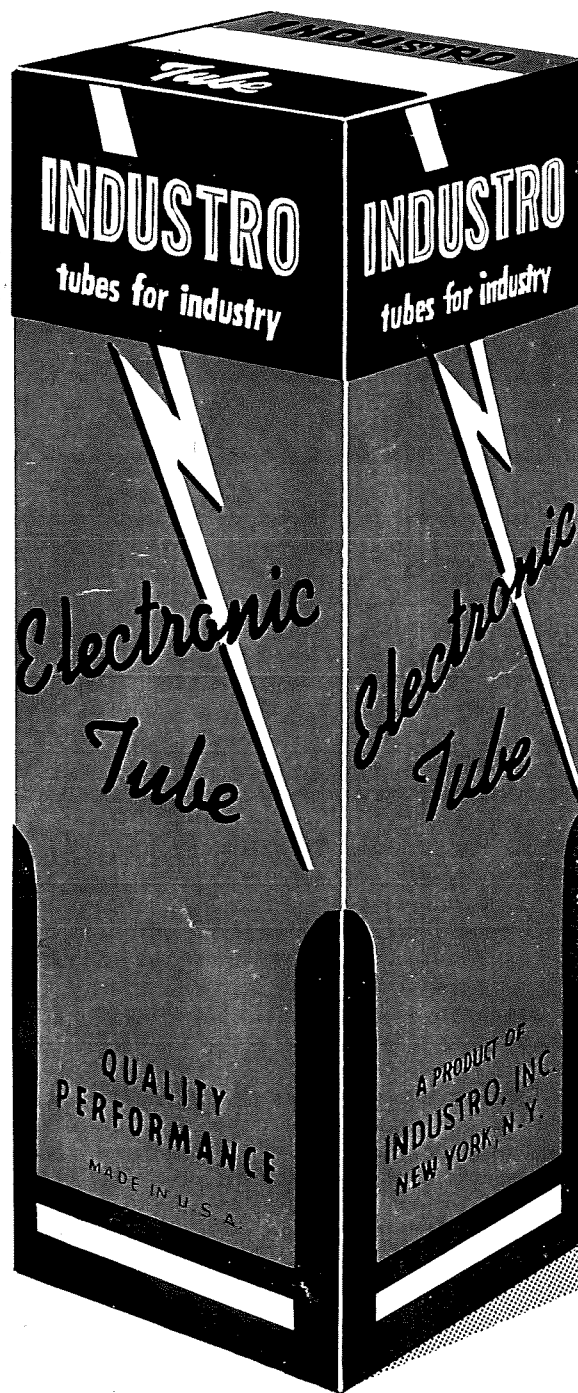 INDUSTRO
Tube
INDUSTRO
tubes for industry
Electronic
Tube
QUALITY
PERFORMANCE
MADE IN U.S.A.
INDUSTRO
tubes for industry
Electronic
Tube
A PRODUCT OF
INDUSTRO, INC.
NEW YORK, N.Y.